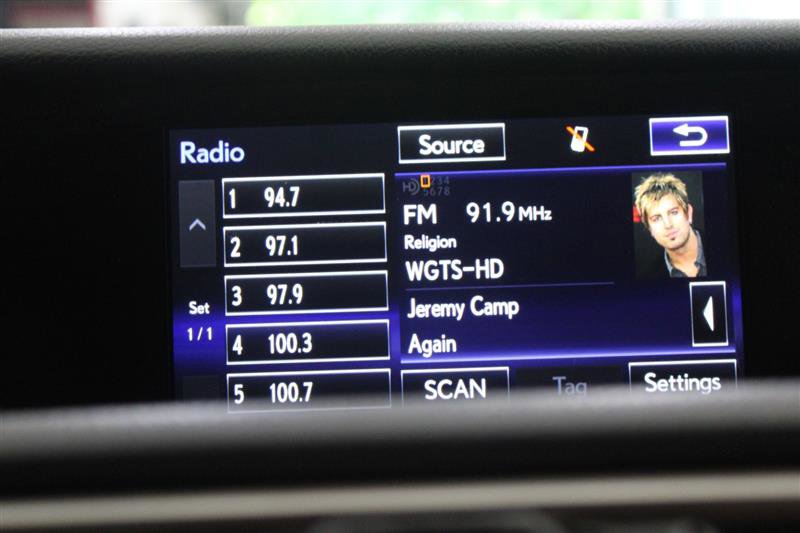 Radio
Source
1 94.7
2 97.1
3 97.9
4 100.3
5 100.7
Set
1/1
HD 234
5678
FM 91.9 MHz
Religion
WGTS-HD
Jeremy Camp
Again
SCAN
Tag
Settings